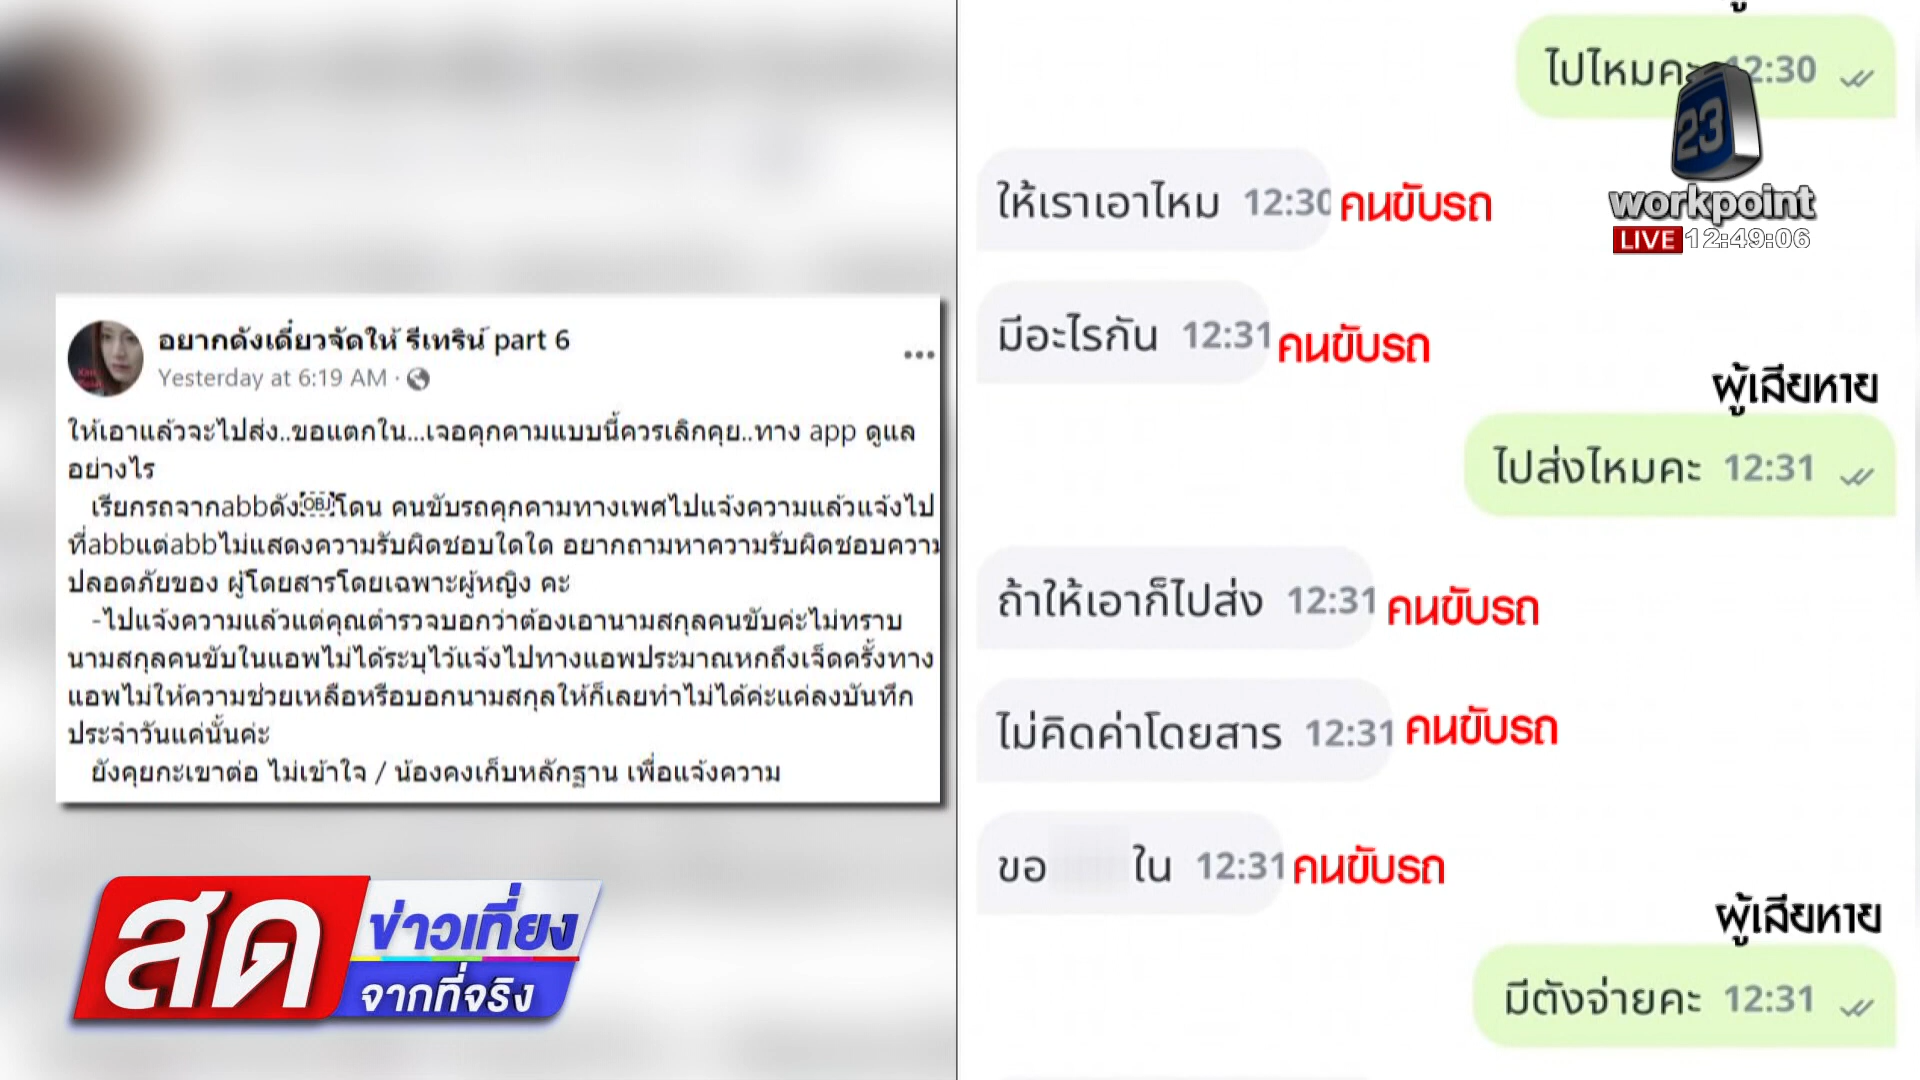 อยากดังเดี๋ยวจัดให้ รีเทริน์ part 6
Yesterday at 6:19 AM ·
ให้เอาแล้วจะไปส่ง..ขอแตกใน...เจอคุกคามแบบนี้ควรเลิกคุย..ทาง app ดูแล
อย่างไร
เรียกรถจากabbดังOBJโดน คนขับรถคุกคามทางเพศไปแจ้งความแล้วแจ้งไป
ที่abbแต่abbไม่แสดงความรับผิดชอบใดใด อยากถามหาความรับผิดชอบความ
ปลอดภัยของ ผู้โดยสารโดยเฉพาะผู้หญิง คะ
-ไปแจ้งความแล้วแต่คุณตำรวจบอกว่าต้องเอานามสกุลคนขับค่ะไม่ทราบ
นามสกุลคนขับในแอพไม่ได้ระบุไว้แจ้งไปทางแอพประมาณหกถึงเจ็ดครั้งทาง
แอพไม่ให้ความช่วยเหลือหรือบอกนามสกุลให้ก็เลยทำไม่ได้ค่ะแค่ลงบันทึก
ประจำวันแค่นั้นค่ะ
ยังคุยกะเขาต่อ ไม่เข้าใจ / น้องคงเก็บหลักฐาน เพื่อแจ้งความ
สด
ข่าวเที่ยง
จากที่จริง
ไปไหมคะ 12:30
23
workpoint
LIVE 12:49:06
ให้เราเอาไหม 12:30 คนขับรถ
มีอะไรกัน 12:31 คนขับรถ
ผู้เสียหาย
ไปส่งไหมคะ 12:31
ถ้าให้เอาก็ไปส่ง 12:31 คนขับรถ
ไม่คิดค่าโดยสาร 12:31 คนขับรถ
ขอ ใน 12:31 คนขับรถ
ผู้เสียหาย
มีตังจ่ายคะ 12:31